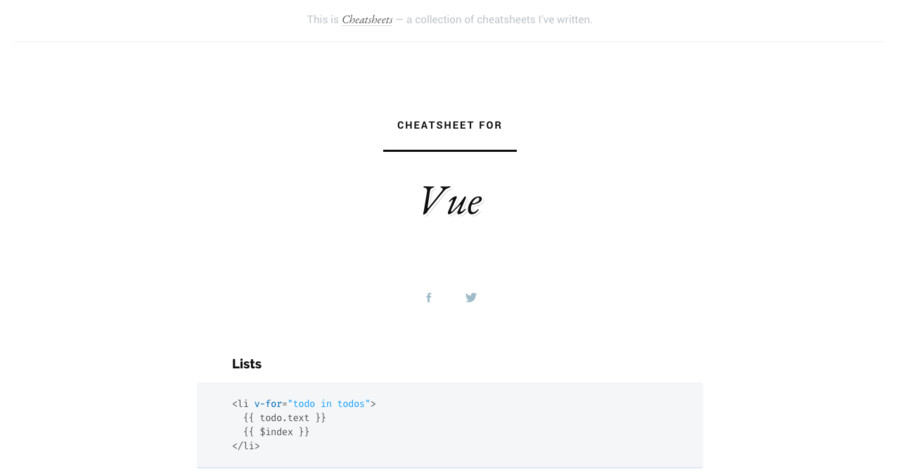 This is Cheatsheets — a collection of cheatsheets I've written.
CHEATSHEET FOR
Vue
Lists
<li v-for="todo in todos">
  {{ todo.text }}
  {{ $index }}
</li>